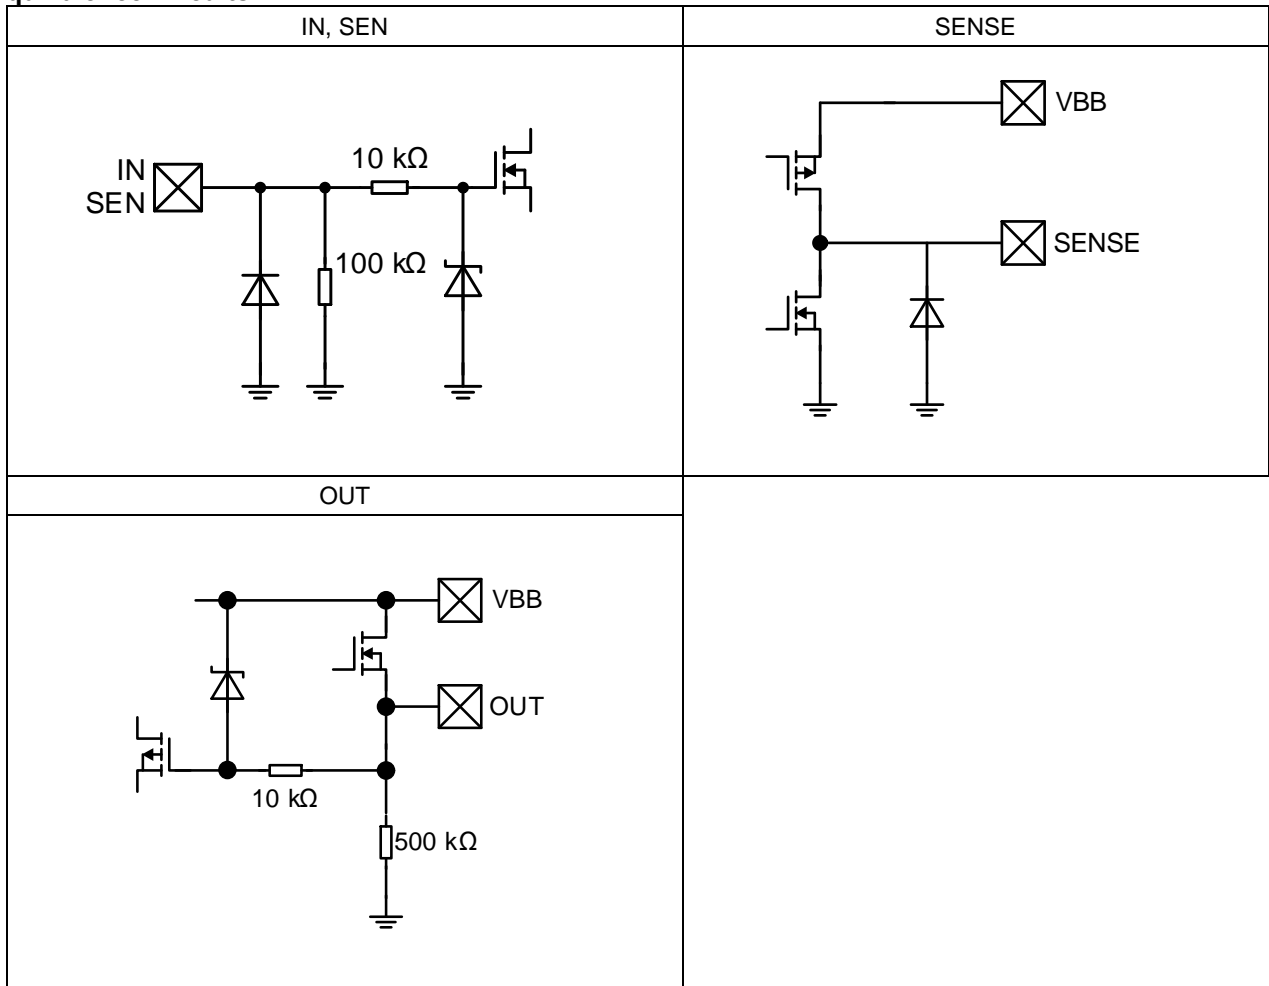 IN, SEN
SENSE
IN
SEN
10 kΩ
100 kΩ
VBB
SENSE
OUT
VBB
OUT
10 kΩ
500 kΩ